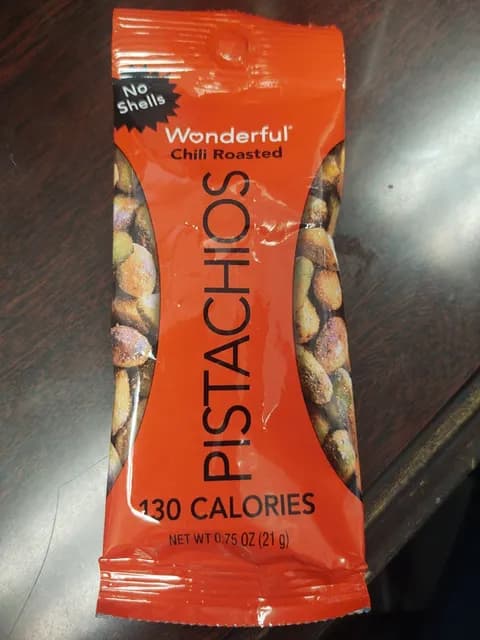 No
Shells
Wonderful®
Chili Roasted
PISTACHIOS
130 CALORIES
NET WT 0.75 OZ (21 g)